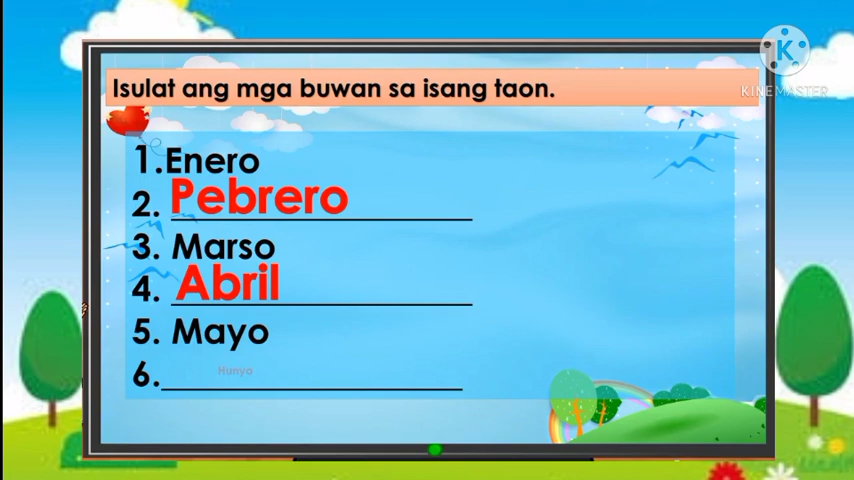 Isulat ang mga buwan sa isang taon.
K
KINEMASTER
1.Enero
2. Pebrero
3. Marso
4. Abril
5. Mayo
6. Hunyo